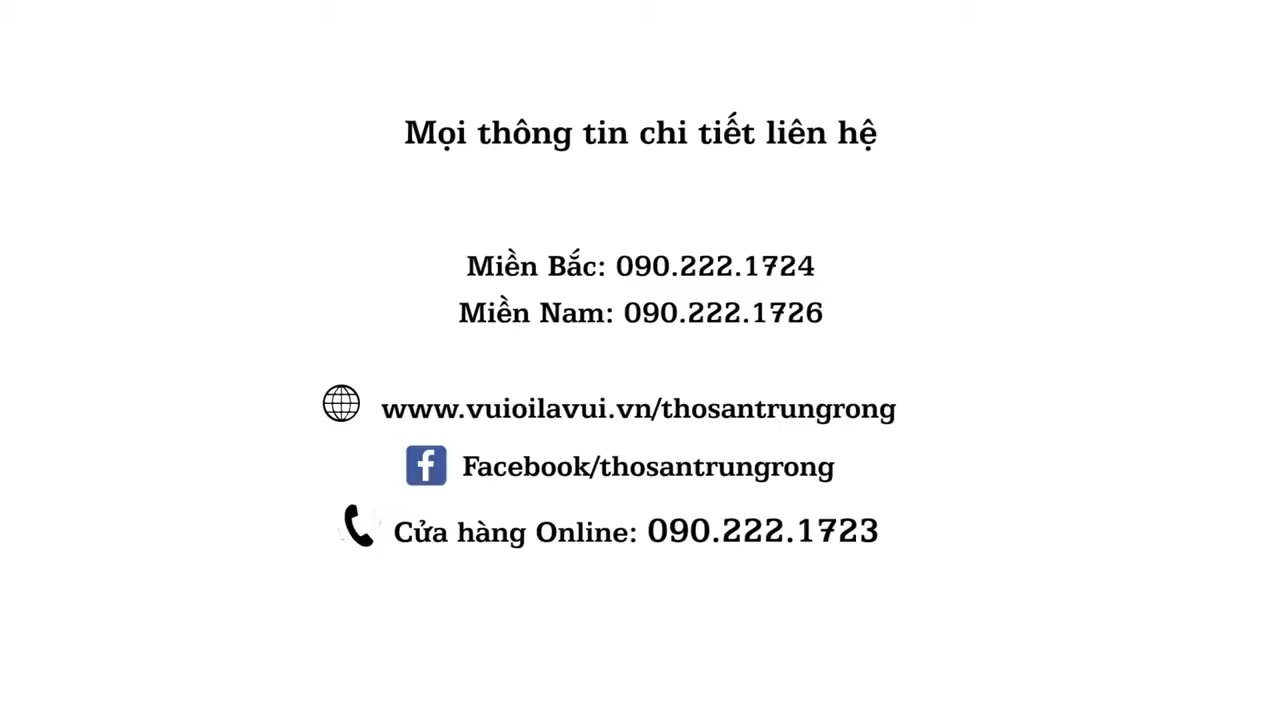 Mọi thông tin chi tiết liên hệ
Miền Bắc: 090.222.1724
Miền Nam: 090.222.1726
www.vuioilavui.vn/thosantrungrong
Facebook/thosantrungrong
Cửa hàng Online: 090.222.1723